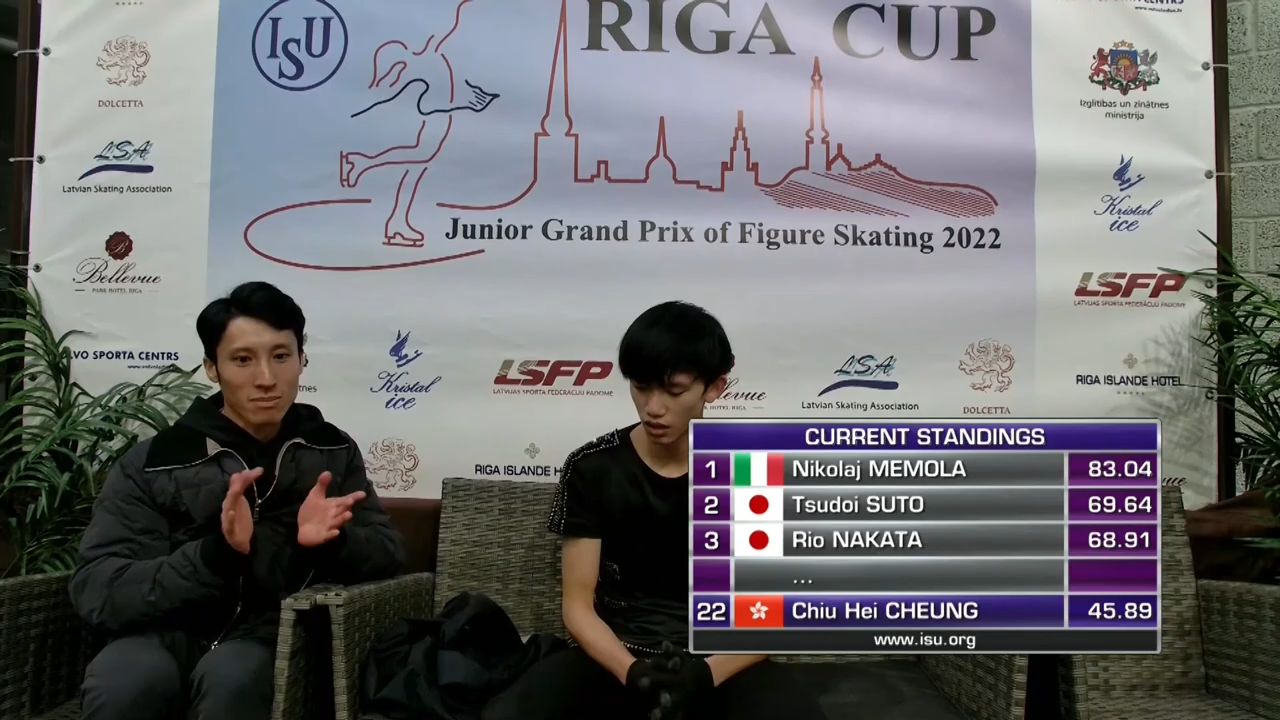 ISU
RIGA CUP
Junior Grand Prix of Figure Skating 2022
DOLCETTA
LSA
Latvian Skating Association
Bellevue
PARK HOTEL RIGA
LVO SPORTA CENTRS
Kristal
ice
LSFP
LATVIJAS SPORTA FEDERĀCIJU PADOME
RIGA ISLANDE H
LSA
Latvian Skating Association
DOLCETTA
Izglītības un zinātnes
ministrija
Kristal
ice
LSFP
LATVIJAS SPORTA FEDERĀCIJU PADOME
RIGA ISLANDE HOTEL
CURRENT STANDINGS
1 Nikolaj MEMOLA 83.04
2 Tsudoi SUTO 69.64
3 Rio NAKATA 68.91
...
22 Chiu Hei CHEUNG 45.89
www.isu.org